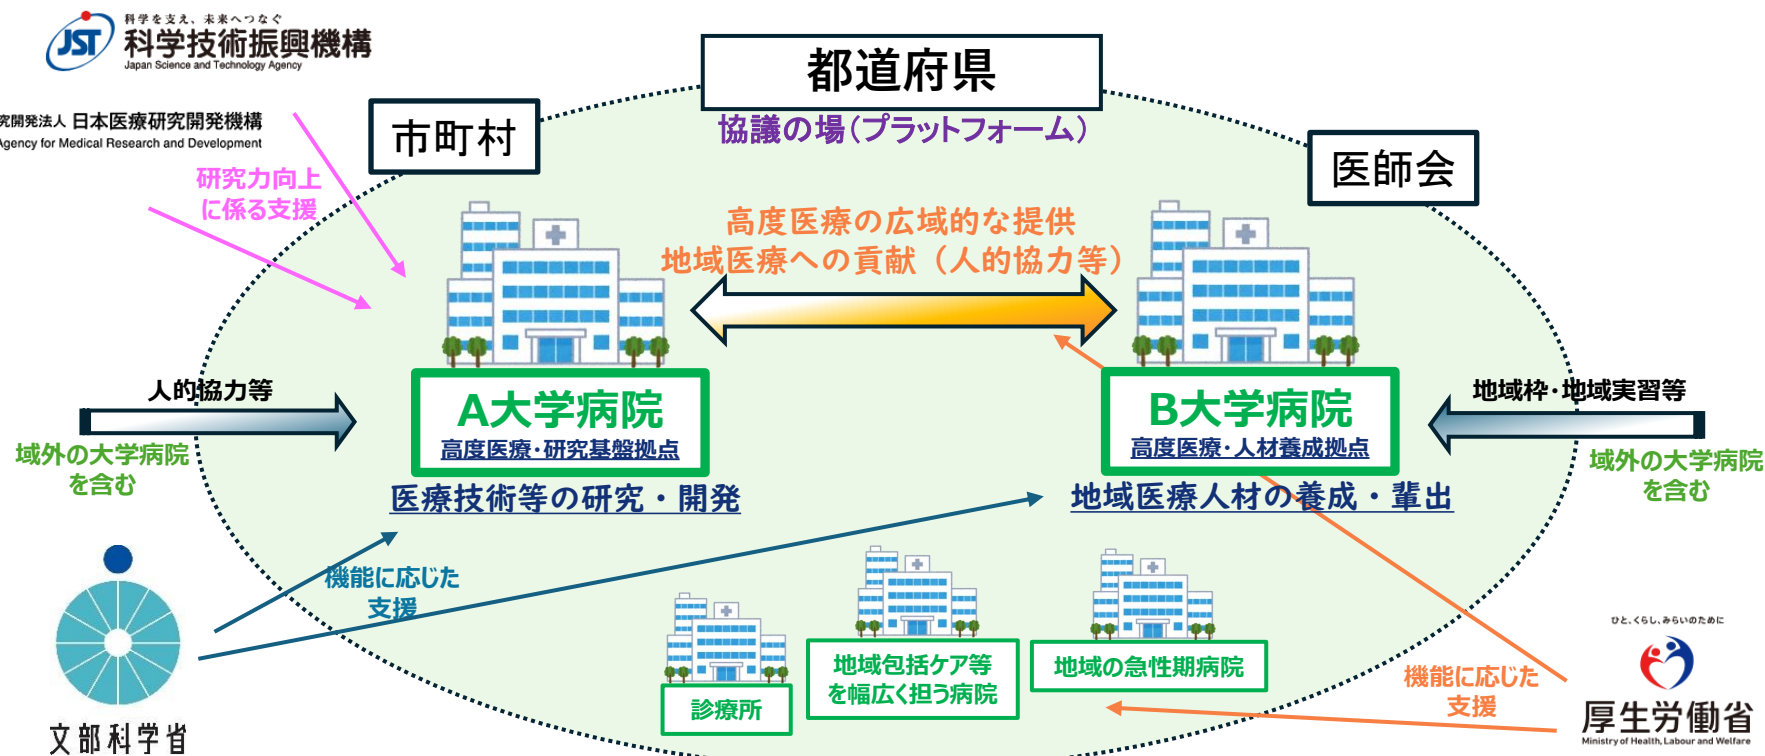 科学を支え、未来へつなぐ
JST 科学技術振興機構
Japan Science and Technology Agency
都道府県
協議の場（プラットフォーム）
究開発法人 日本医療研究開発機構
Agency for Medical Research and Development
市町村
医師会
研究力向上
に係る支援
高度医療の広域的な提供
地域医療への貢献（人的協力等）
人的協力等
域外の大学病院
を含む
A大学病院
高度医療・研究基盤拠点
医療技術等の研究・開発
B大学病院
高度医療・人材養成拠点
地域医療人材の養成・輩出
地域枠・地域実習等
域外の大学病院
を含む
機能に応じた
支援
文部科学省
診療所
地域包括ケア等
を幅広く担う病院
地域の急性期病院
機能に応じた
支援
ひと、くらし、みらいのために
厚生労働省
Ministry of Health, Labour and Welfare